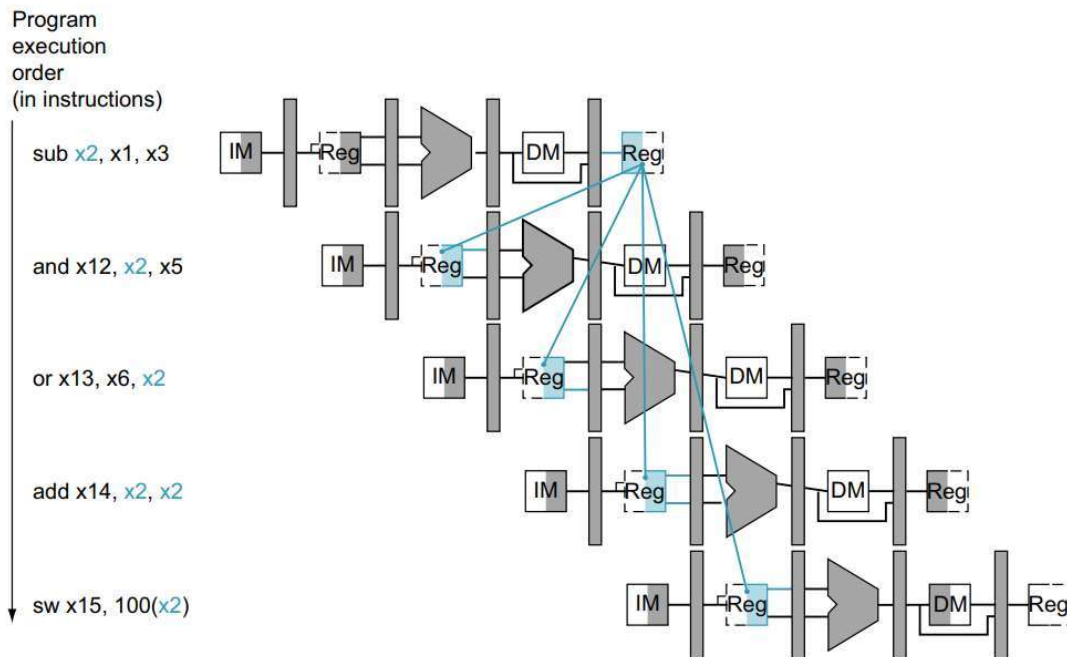 Program
execution
order
(in instructions)
sub x2, x1, x3
IM Reg DM Reg
and x12, x2, x5
IM Reg DM Reg
or x13, x6, x2
IM Reg DM Reg
add x14, x2, x2
IM Reg DM Reg
sw x15, 100(x2)
IM Reg DM Reg